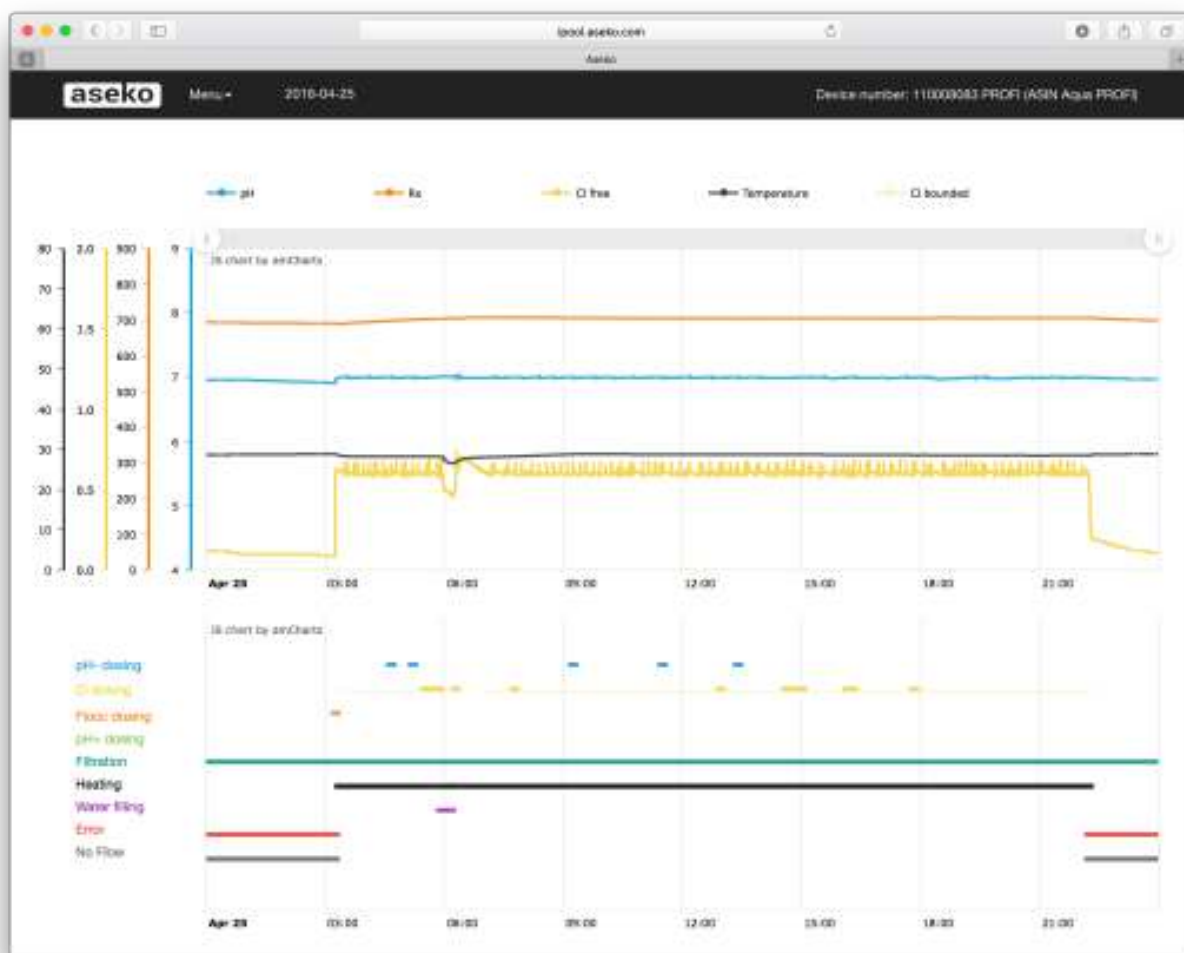 ipool.aseko.com
Aseko
aseko Menu 2016-04-25 Device number: 110008083 PROFI (ASIN Aqua PROFI)
pH Rx Cl free Temperature Cl bounded
JS chart by amCharts
80 2.0 900 9
70 800
8
60 1.5 700
600
50 7
500
40 1.0
400
30 6
300
20 0.5 200
5
10 100
0 0.0 0 4
Apr 25 03:00 06:00 09:00 12:00 15:00 18:00 21:00
JS chart by amCharts
pH- dosing
Cl dosing
Flocc dosing
pH+ dosing
Filtration
Heating
Water filling
Error
No Flow
Apr 25 03:00 06:00 09:00 12:00 15:00 18:00 21:00